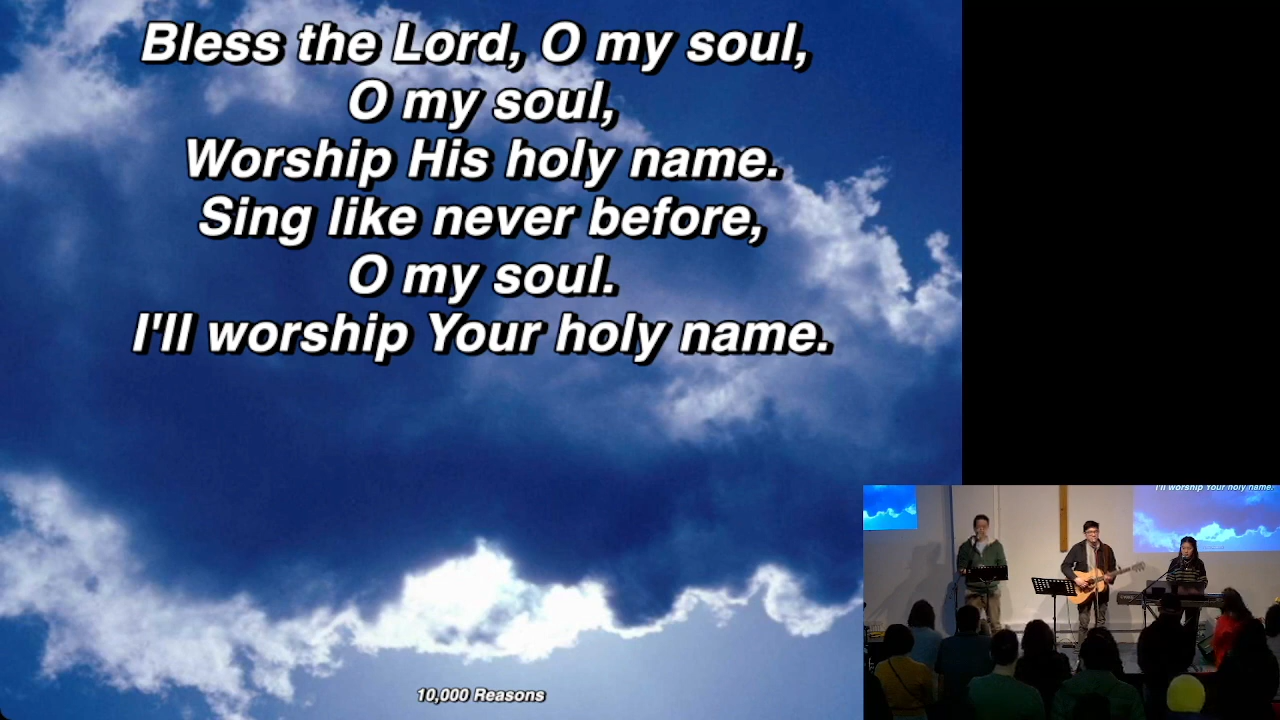 Bless the Lord, O my soul,
O my soul,
Worship His holy name.
Sing like never before,
O my soul.
I'll worship Your holy name.
10,000 Reasons
I'll worship Your holy name.